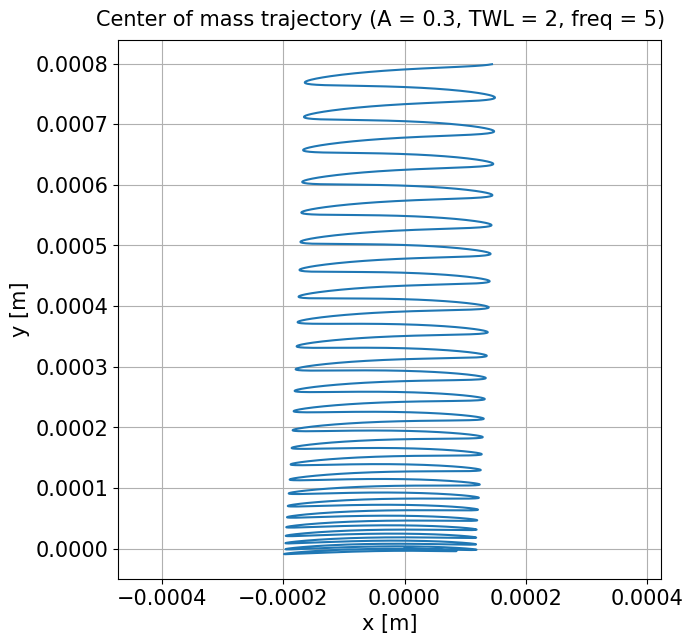 Center of mass trajectory (A = 0.3, TWL = 2, freq = 5)
0.0008
0.0007
0.0006
0.0005
0.0004
0.0003
0.0002
0.0001
0.0000
y [m]
−0.0004 −0.0002 0.0000 0.0002 0.0004
x [m]